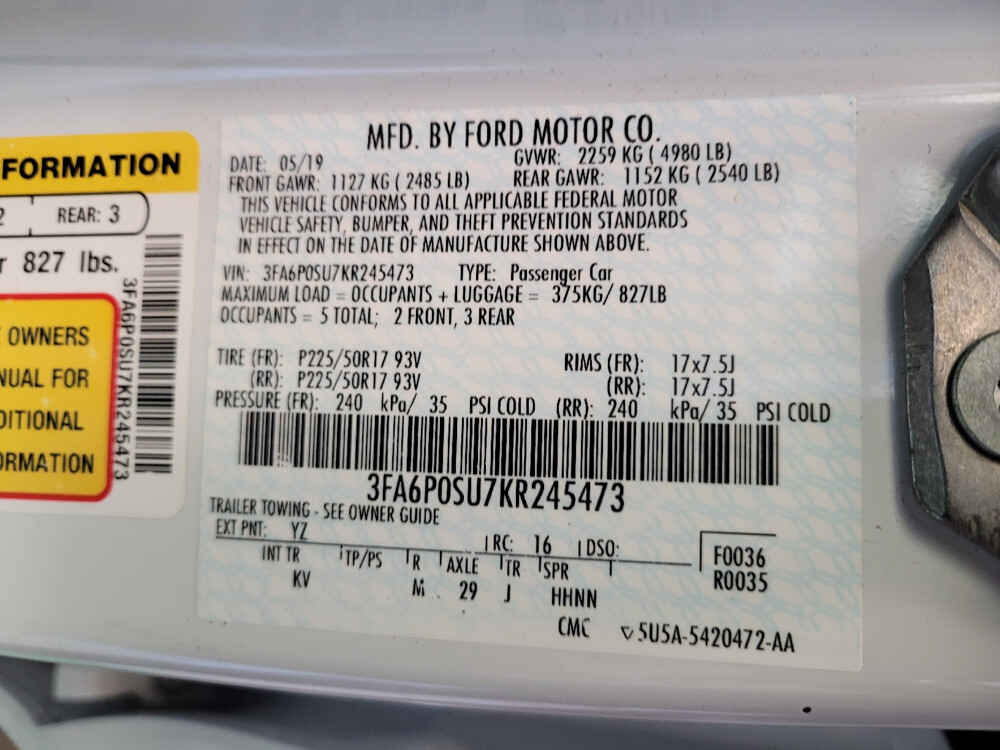 FORMATION
2 REAR: 3
r 827 lbs.
OWNERS
NUAL FOR
DITIONAL
ORMATION
3FA6P0SU7KR245473
MFD. BY FORD MOTOR CO.
DATE: 05/19 GVWR: 2259 KG ( 4980 LB)
FRONT GAWR: 1127 KG ( 2485 LB) REAR GAWR: 1152 KG ( 2540 LB)
THIS VEHICLE CONFORMS TO ALL APPLICABLE FEDERAL MOTOR
VEHICLE SAFETY, BUMPER, AND THEFT PREVENTION STANDARDS
IN EFFECT ON THE DATE OF MANUFACTURE SHOWN ABOVE.
VIN: 3FA6P0SU7KR245473 TYPE: Passenger Car
MAXIMUM LOAD = OCCUPANTS + LUGGAGE = 375KG/ 827LB
OCCUPANTS = 5 TOTAL; 2 FRONT, 3 REAR
TIRE (FR): P225/50R17 93V RIMS (FR): 17x7.5J
(RR): P225/50R17 93V (RR): 17x7.5J
PRESSURE (FR): 240 kPa/ 35 PSI COLD (RR): 240 kPa/ 35 PSI COLD
3FA6P0SU7KR245473
TRAILER TOWING - SEE OWNER GUIDE
EXT PNT: YZ RC: 16 DSO: F0036
INT TR TP/PS R AXLE TR SPR R0035
KV M 29 J HHNN
CMC 5U5A-5420472-AA